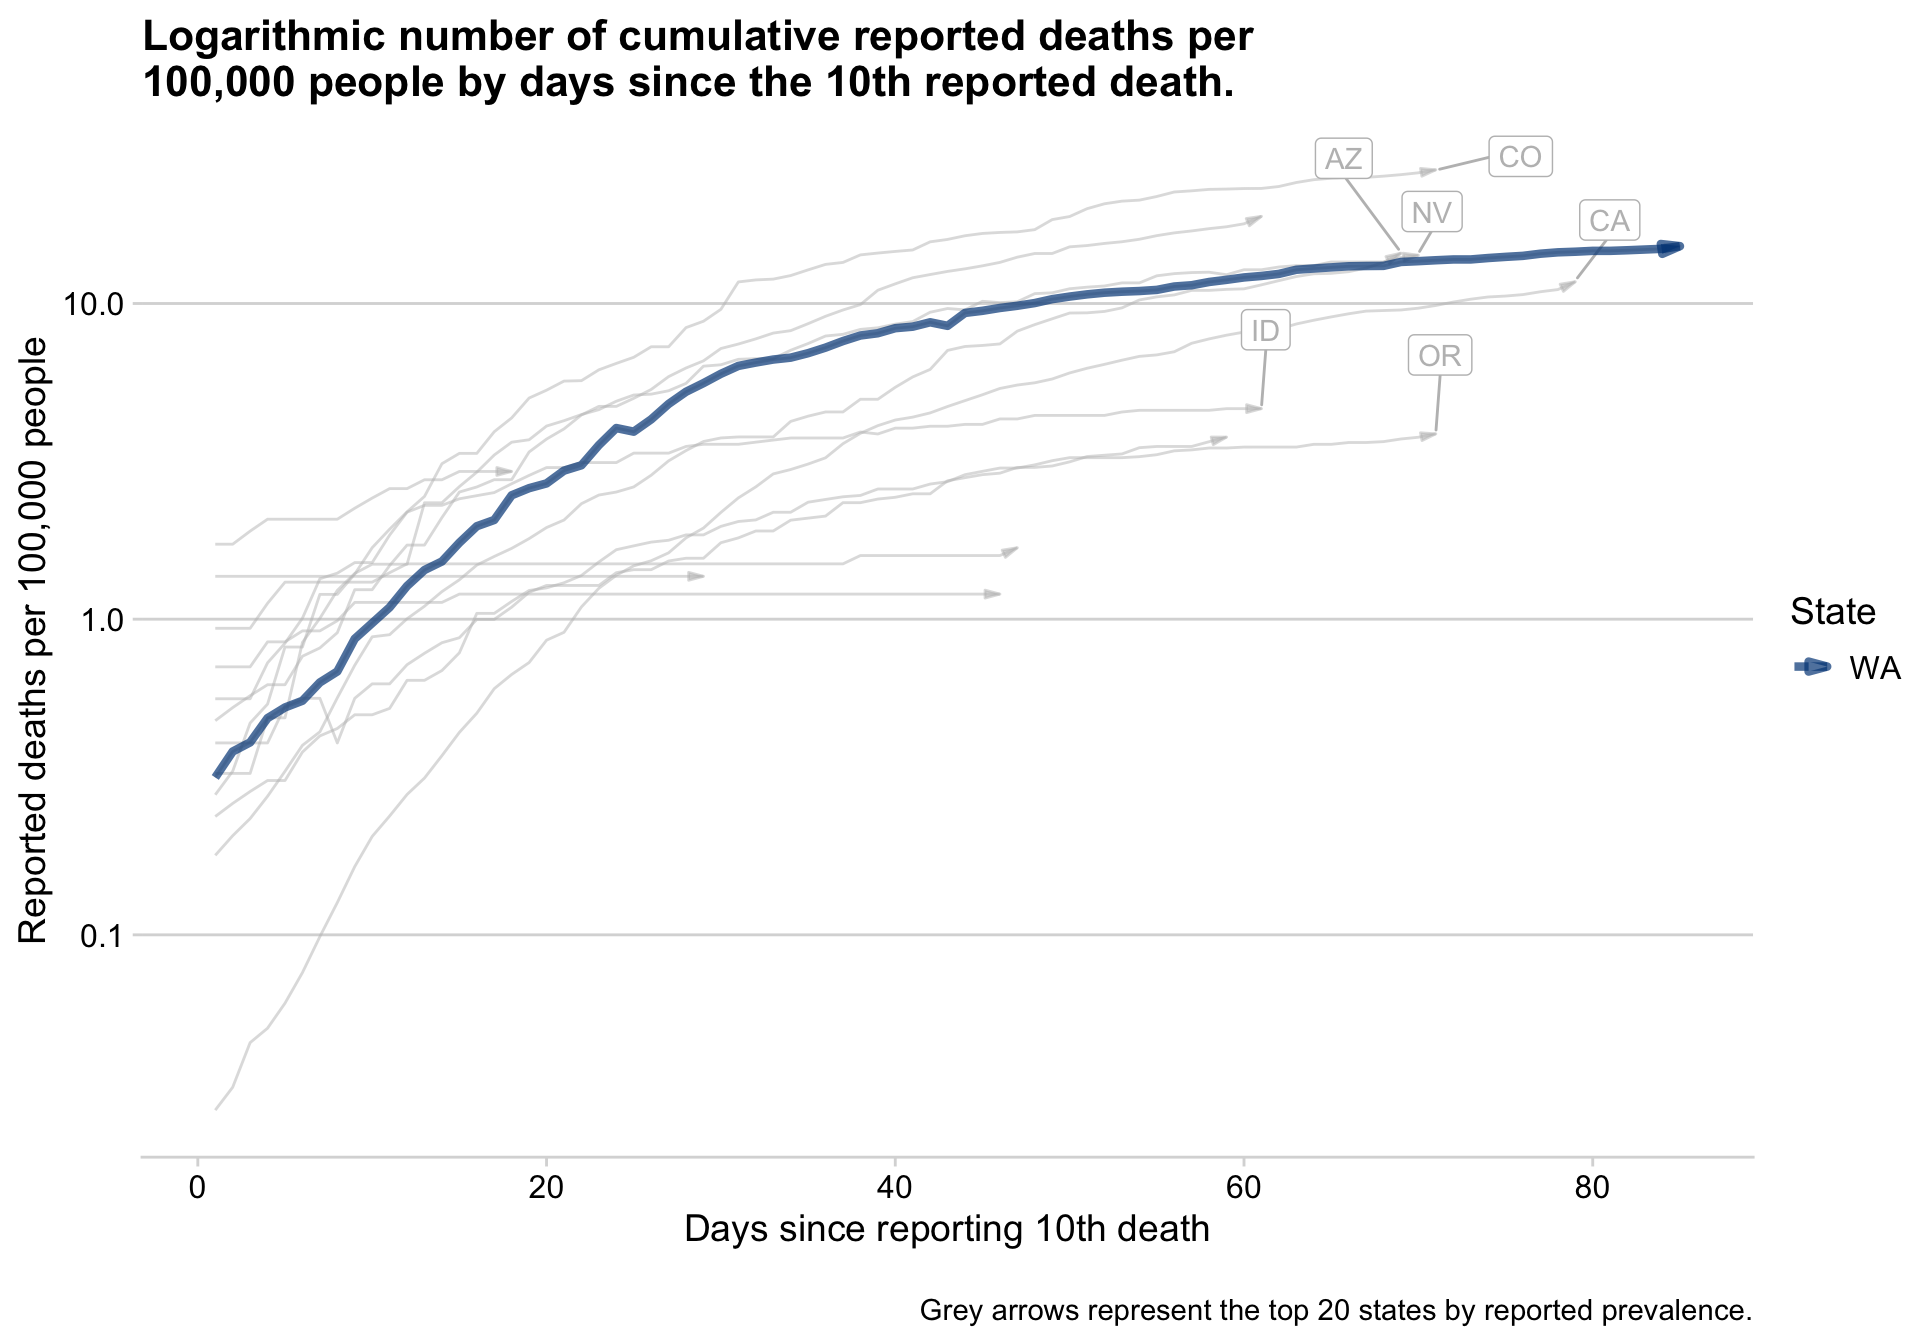 Logarithmic number of cumulative reported deaths per
100,000 people by days since the 10th reported death.
AZ
CO
NV
CA
ID
OR
10.0
1.0
0.1
Reported deaths per 100,000 people
0
20
40
60
80
Days since reporting 10th death
State
WA
Grey arrows represent the top 20 states by reported prevalence.